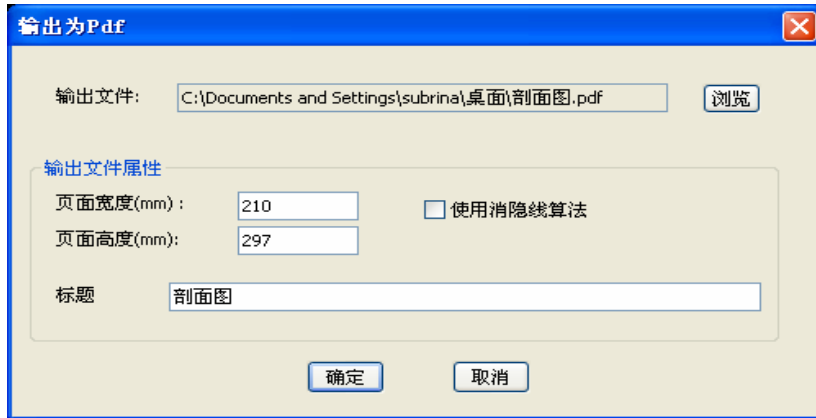 输出为Pdf
输出文件: C:\Documents and Settings\subrina\桌面\剖面图.pdf 浏览
输出文件属性
页面宽度(mm) : 210 使用消隐线算法
页面高度(mm): 297
标题 剖面图
确定 取消